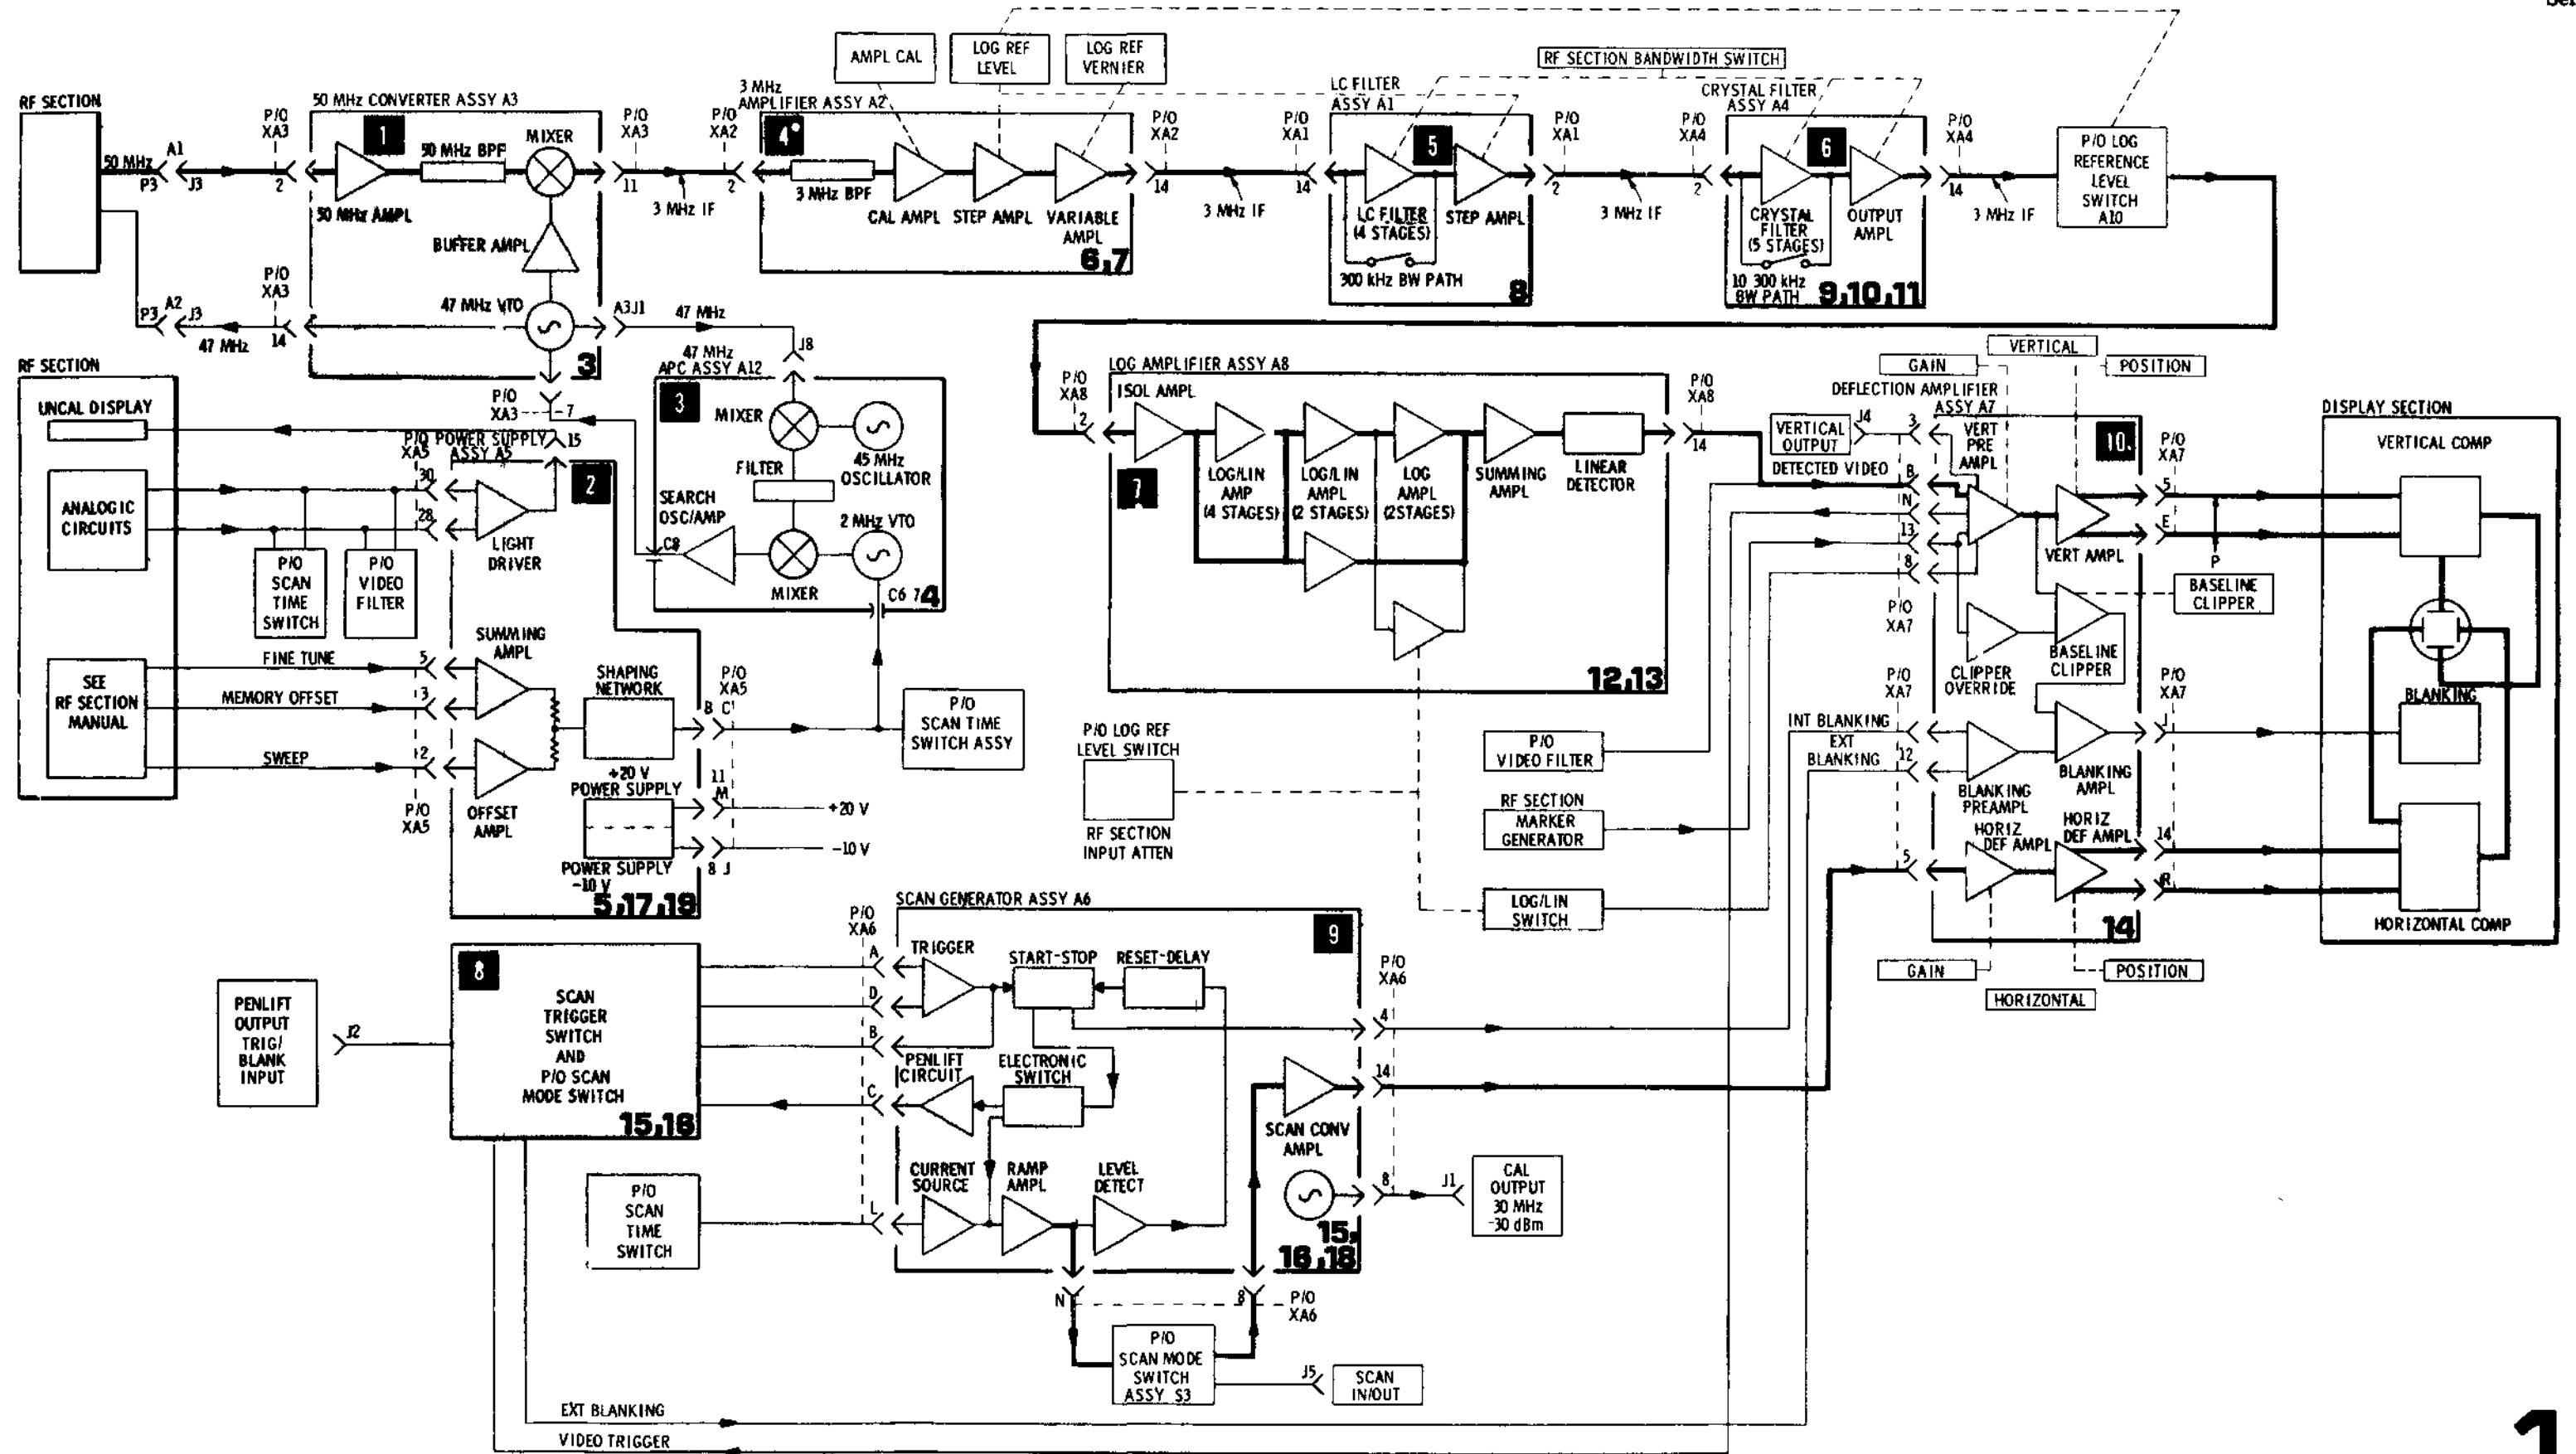 Ser
RF SECTION
50 MHz
P3
A1
J3
P/O
XA3
2
50 MHz CONVERTER ASSY A3
1
50 MHz AMPL
50 MHz BPF
MIXER
BUFFER AMPL
47 MHz VTO
3
P3
A2
J3
47 MHz
P/O
XA3
14
P/O
XA3
11
3 MHz IF
P/O
XA2
2
A3J1
47 MHz
P/O
XA3
7
AMPL CAL
LOG REF
LEVEL
LOG REF
VERNIER
3 MHz
AMPLIFIER ASSY A2
4
3 MHz BPF
CAL AMPL
STEP AMPL
VARIABLE
AMPL
6,7
P/O
XA2
14
3 MHz IF
P/O
XA1
14
RF SECTION BANDWIDTH SWITCH
LC FILTER
ASSY A1
5
LC FILTER
(4 STAGES)
STEP AMPL
300 kHz BW PATH
8
P/O
XA1
2
3 MHz IF
P/O
XA4
2
CRYSTAL FILTER
ASSY A4
6
CRYSTAL
FILTER
(5 STAGES)
OUTPUT
AMPL
10 300 kHz
BW PATH
9,10,11
P/O
XA4
14
3 MHz IF
P/O LOG
REFERENCE
LEVEL
SWITCH
A10
RF SECTION
UNCAL DISPLAY
ANALOGIC
CIRCUITS
P/O
SCAN
TIME
SWITCH
P/O
VIDEO
FILTER
SEE
RF SECTION
MANUAL
FINE TUNE
MEMORY OFFSET
SWEEP
P/O
XA5
POWER SUPPLY
ASSY A5
15
30
28
2
LIGHT
DRIVER
5
3
2
P/O
XA5
SUMMING
AMPL
OFFSET
AMPL
SHAPING
NETWORK
+20 V
POWER SUPPLY
POWER SUPPLY
-10 V
5,17,19
P/O
XA5
B C
11
M
+20 V
8 J
-10 V
P/O
SCAN TIME
SWITCH ASSY
47 MHz
APC ASSY A12
J8
3
MIXER
45 MHz
OSCILLATOR
FILTER
SEARCH
OSC/AMP
2 MHz VTO
C8
MIXER
C6 7
4
LOG AMPLIFIER ASSY A8
P/O
XA8
2
ISOL AMPL
7
LOG/LIN
AMP
(4 STAGES)
LOG/LIN
AMPL
(2 STAGES)
LOG
AMPL
(2STAGES)
SUMMING
AMPL
LINEAR
DETECTOR
12,13
P/O
XA8
14
P/O LOG REF
LEVEL SWITCH
RF SECTION
INPUT ATTEN
P/O
VIDEO FILTER
RF SECTION
MARKER
GENERATOR
LOG/LIN
SWITCH
VERTICAL
GAIN
POSITION
DEFLECTION AMPLIFIER
ASSY A7
VERTICAL
OUTPUT
J4
3
DETECTED VIDEO
B
N
13
8
P/O
XA7
VERT
PRE
AMPL
10
VERT AMPL
P/O
XA7
5
E
P
BASELINE
CLIPPER
CLIPPER
OVERRIDE
BASELINE
CLIPPER
P/O
XA7
INT BLANKING
EXT
BLANKING
12
BLANKING
PREAMPL
BLANKING
AMPL
P/O
XA7
1
5
HORIZ
DEF AMPL
HORIZ
DEF AMPL
14
R
14
GAIN
POSITION
HORIZONTAL
DISPLAY SECTION
VERTICAL COMP
BLANKING
HORIZONTAL COMP
PENLIFT
OUTPUT
TRIG/
BLANK
INPUT
J2
8
SCAN
TRIGGER
SWITCH
AND
P/O SCAN
MODE SWITCH
15,16
P/O
SCAN
TIME
SWITCH
SCAN GENERATOR ASSY A6
P/O
XA6
A
D
B
C
L
TRIGGER
START-STOP
RESET-DELAY
9
PENLIFT
CIRCUIT
ELECTRONIC
SWITCH
CURRENT
SOURCE
RAMP
AMPL
LEVEL
DETECT
SCAN CONV
AMPL
15,
16,18
P/O
XA6
4
14
8
J1
CAL
OUTPUT
30 MHz
-30 dBm
N
8
P/O
XA6
P/O
SCAN MODE
SWITCH
ASSY S3
J5
SCAN
IN/OUT
EXT BLANKING
VIDEO TRIGGER
1